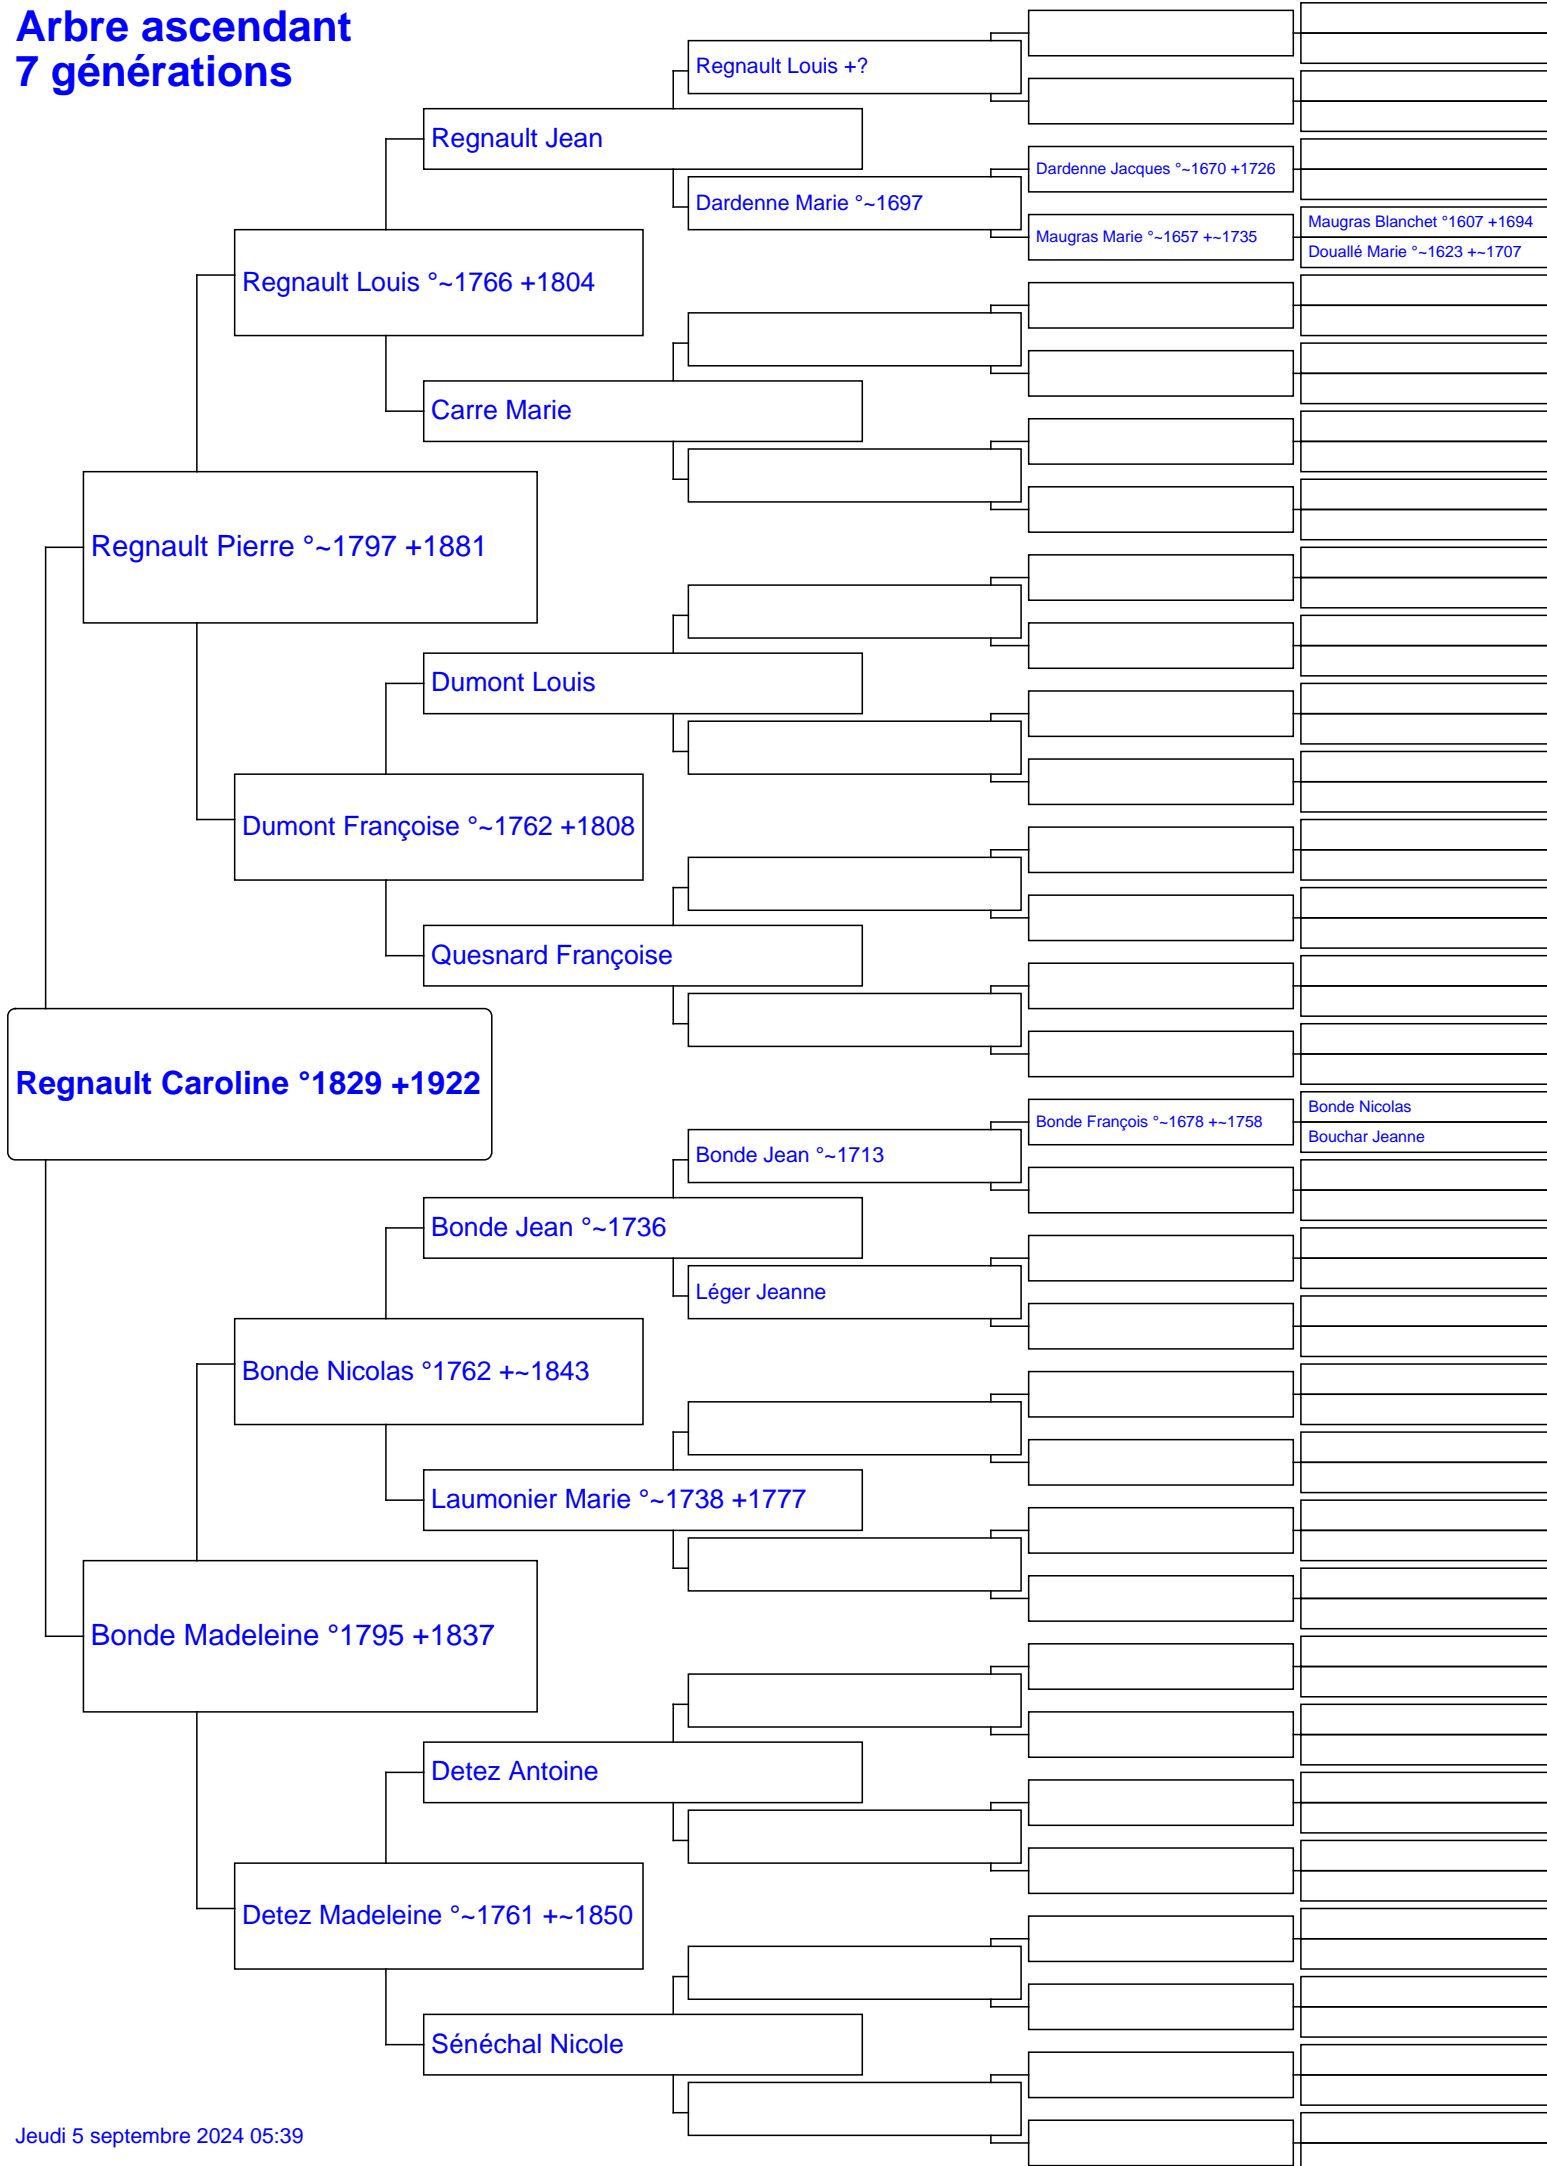 Arbre ascendant
7 générations
Regnault Louis +?
Regnault Jean
Dardenne Jacques °~1670 +1726
Dardenne Marie °~1697
Maugras Blanchet °1607 +1694
Maugras Marie °~1657 +~1735
Douallé Marie °~1623 +~1707
Regnault Louis °~1766 +1804
Carre Marie
Regnault Pierre °~1797 +1881
Dumont Louis
Dumont Françoise °~1762 +1808
Quesnard Françoise
Regnault Caroline °1829 +1922
Bonde Nicolas
Bonde François °~1678 +~1758
Bouchar Jeanne
Bonde Jean °~1713
Bonde Jean °~1736
Léger Jeanne
Bonde Nicolas °1762 +~1843
Laumonier Marie °~1738 +1777
Bonde Madeleine °1795 +1837
Detez Antoine
Detez Madeleine °~1761 +~1850
Sénéchal Nicole
Jeudi 5 septembre 2024 05:39